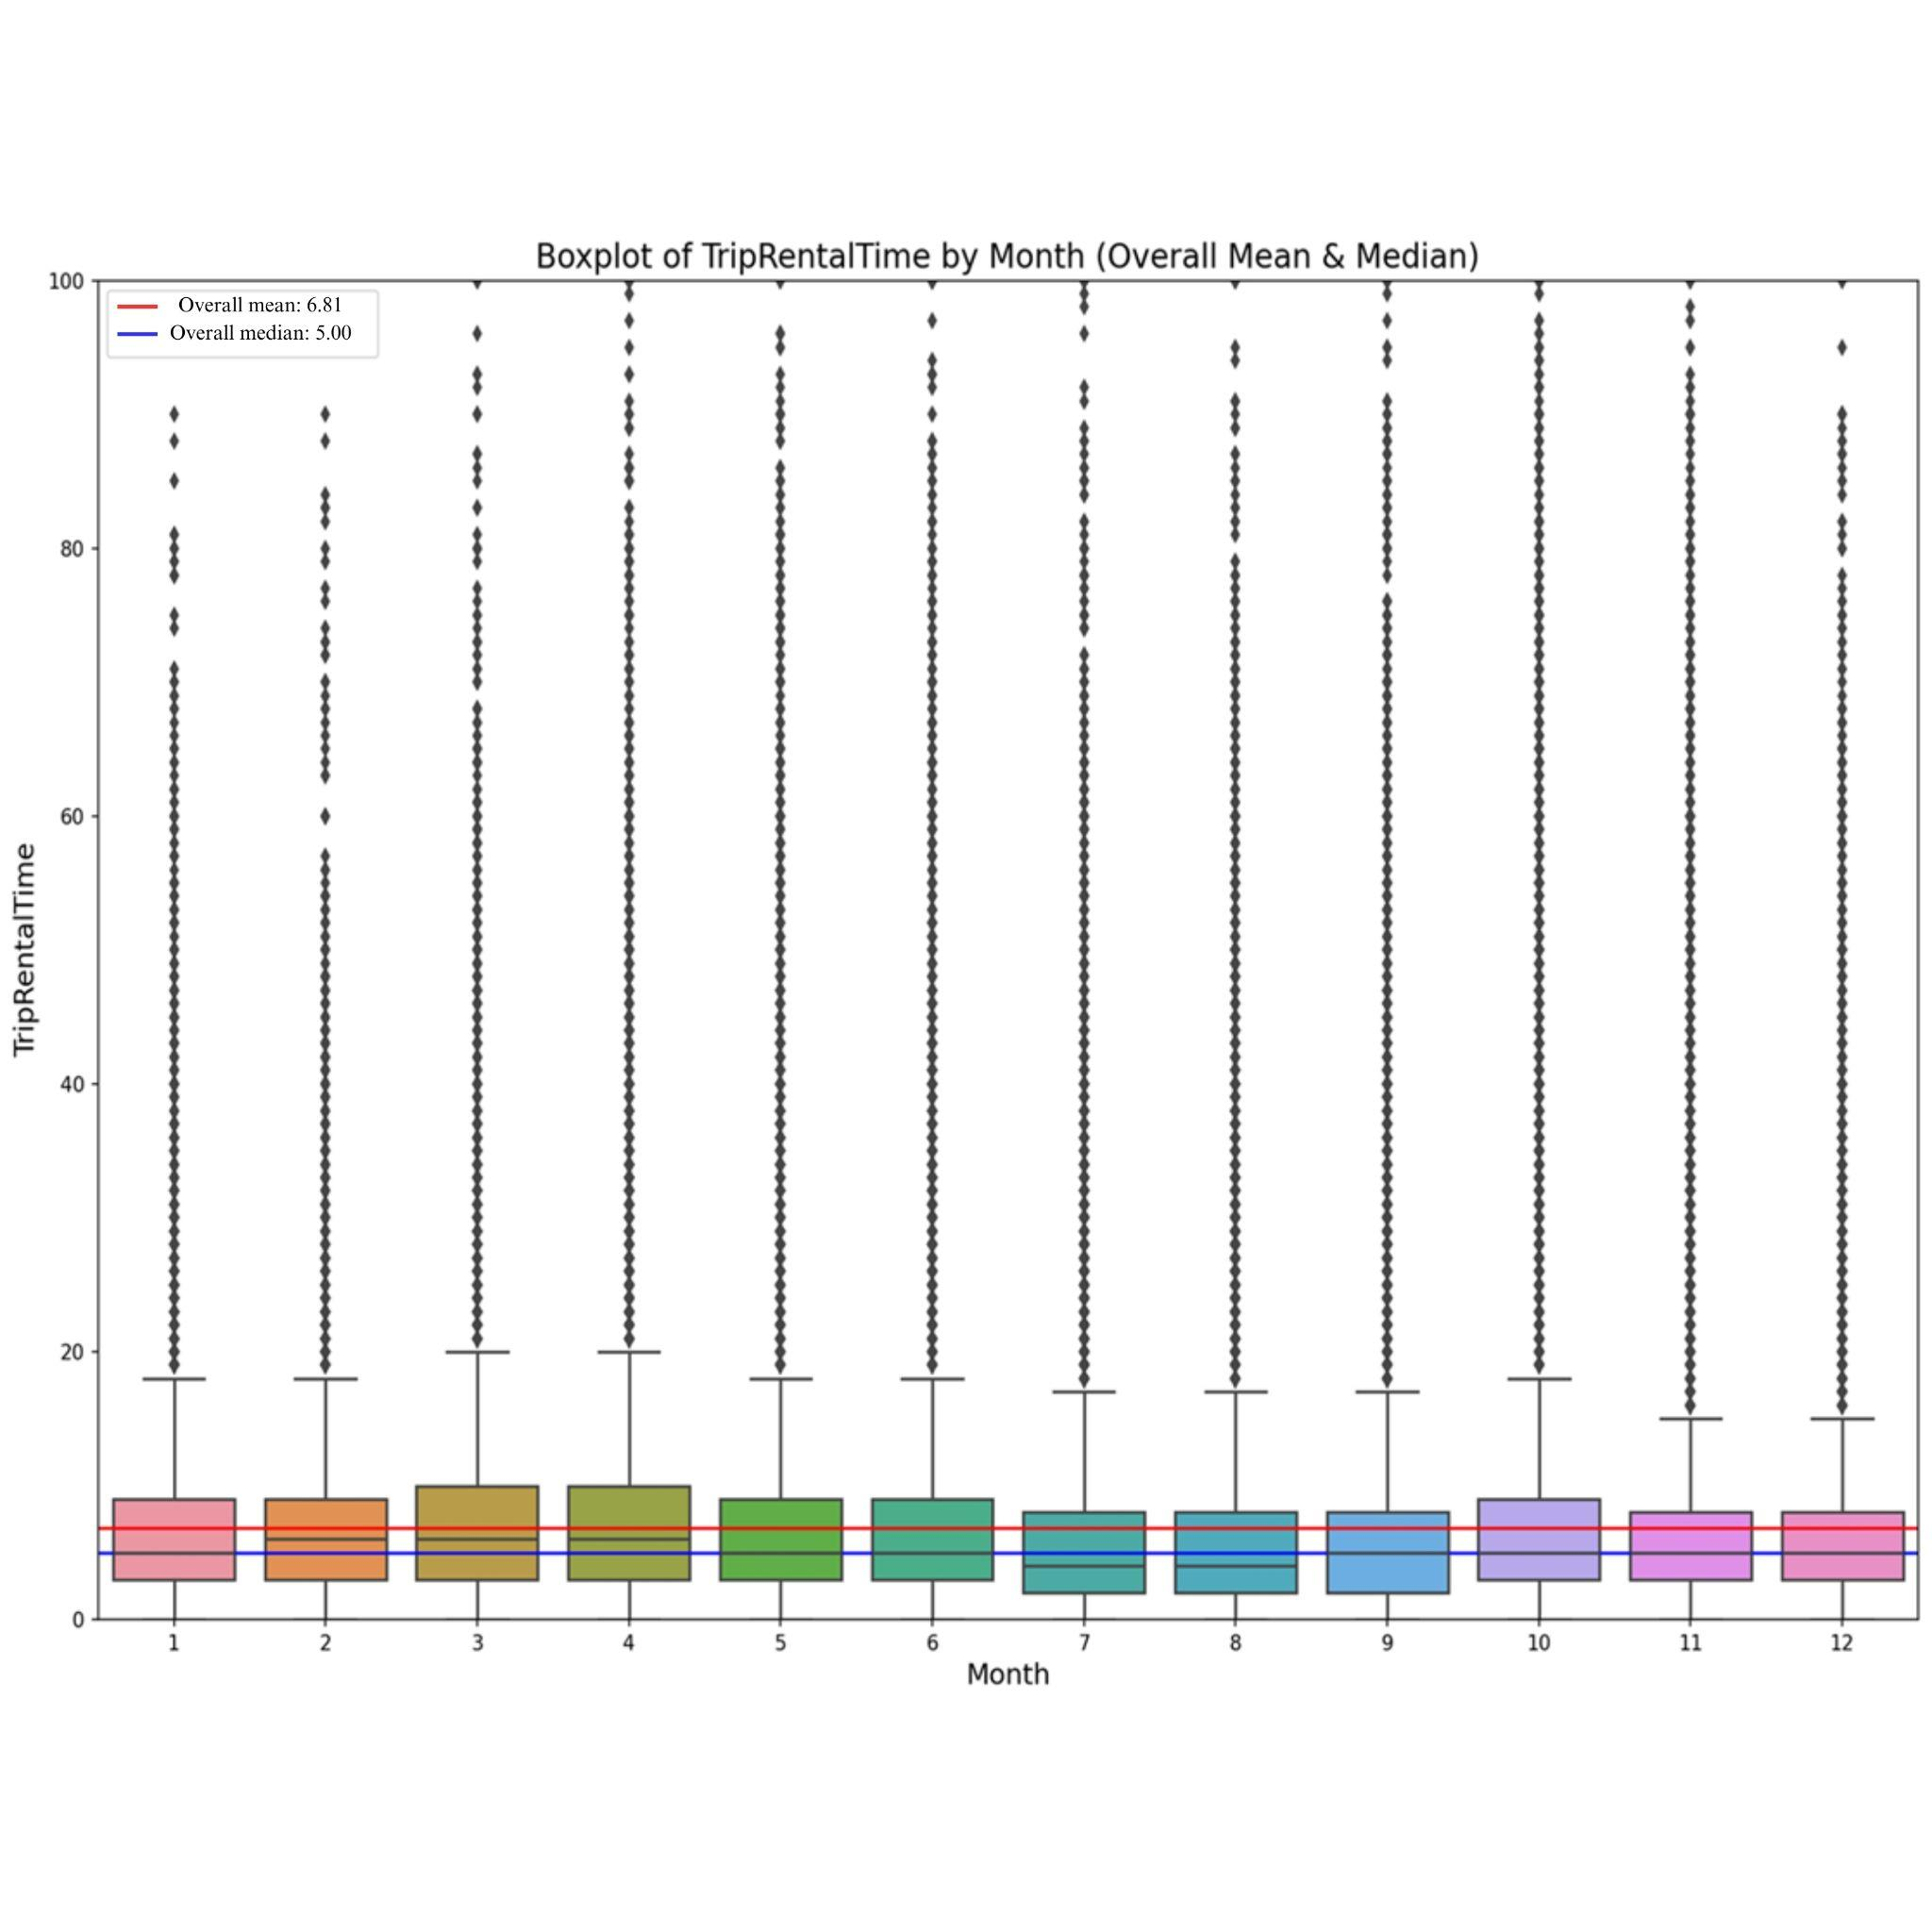 Boxplot of TripRentalTime by Month (Overall Mean & Median)
100
Overall mean: 6.81
Overall median: 5.00
80
60
TripRentalTime
40
20
0
1 2 3 4 5 6 7 8 9 10 11 12
Month